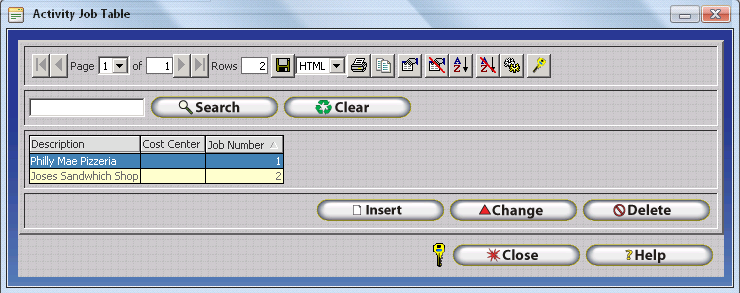 Activity Job Table
Page 1 of 1 Rows 2 HTML
Search Clear
Description Cost Center Job Number
Philly Mae Pizzeria 1
Joses Sandwhich Shop 2
Insert Change Delete
Close ?Help